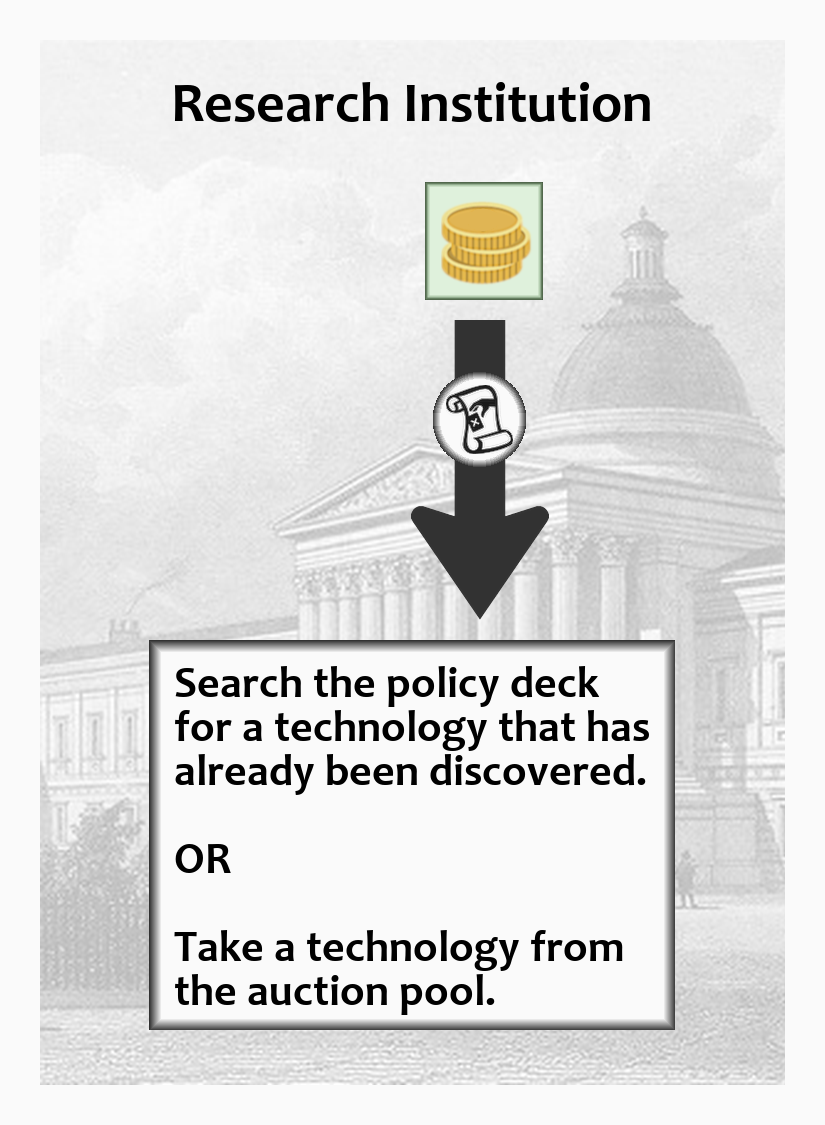 Research Institution
Search the policy deck
for a technology that has
already been discovered.
OR
Take a technology from
the auction pool.